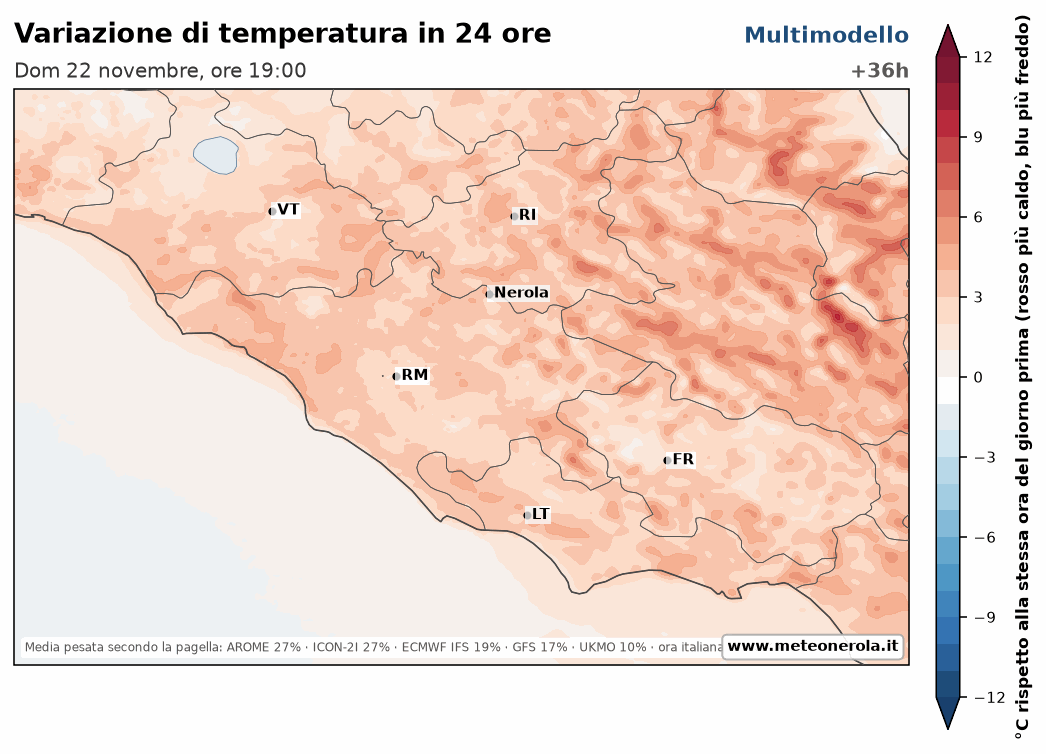 Variazione di temperatura in 24 ore
Multimodello
Dom 22 novembre, ore 19:00
+36h
VT
RI
Nerola
RM
FR
LT
Media pesata secondo la pagella: AROME 27% · ICON-2I 27% · ECMWF IFS 19% · GFS 17% · UKMO 10% · ora italiana
www.meteonerola.it
12
9
6
3
0
−3
−6
−9
−12
°C rispetto alla stessa ora del giorno prima (rosso più caldo, blu più freddo)